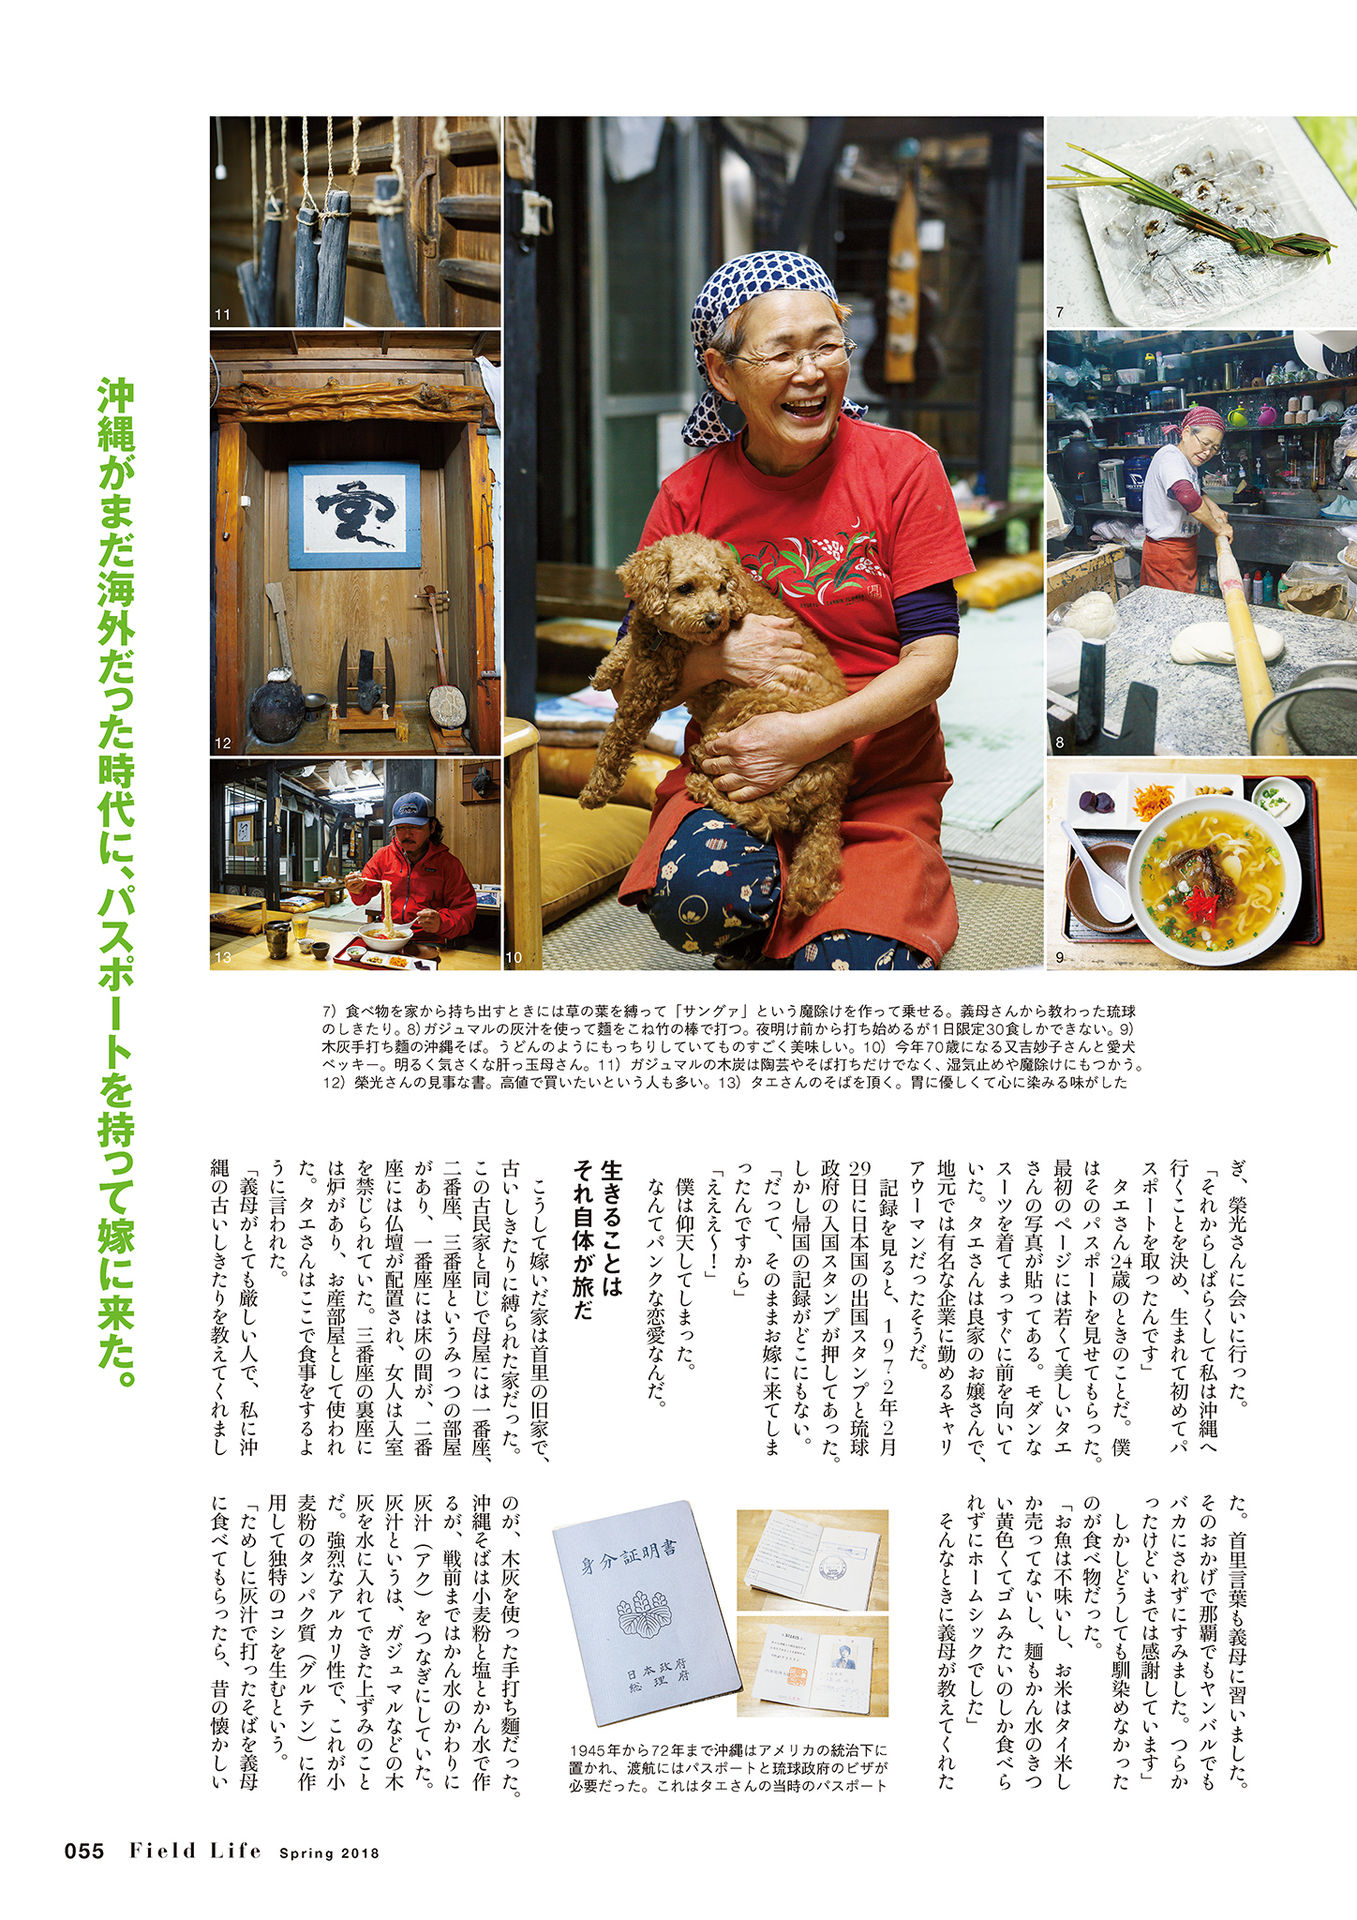 沖縄がまだ海外だった時代に、パスポートを持って嫁に来た。
11
7
12
8
13
10
9
7）食べ物を家から持ち出すときには草の葉を縛って「サングァ」という魔除けを作って乗せる。義母さんから教わった琉球
のしきたり。8）ガジュマルの灰汁を使って麺をこね竹の棒で打つ。夜明け前から打ち始めるが１日限定30食しかできない。9）
木灰手打ち麺の沖縄そば。うどんのようにもっちりしていてものすごく美味しい。10）今年70歳になる又吉妙子さんと愛犬
ベッキー。明るく気さくな肝っ玉母さん。11）ガジュマルの木炭は陶芸やそば打ちだけでなく、湿気止めや魔除けにもつかう。
12）榮光さんの見事な書。高値で買いたいという人も多い。13）タエさんのそばを頂く。胃に優しくて心に染みる味がした
ぎ、榮光さんに会いに行った。
「それからしばらくして私は沖縄へ
行くことを決め、生まれて初めてパ
スポートを取ったんです」
タエさん24歳のときのことだ。僕
はそのパスポートを見せてもらった。
最初のページには若くて美しいタエ
さんの写真が貼ってある。モダンな
スーツを着てまっすぐに前を向いて
いた。タエさんは良家のお嬢さんで、
地元では有名な企業に勤めるキャリ
アウーマンだったそうだ。
記録を見ると、１９７２年２月
29日に日本国の出国スタンプと琉球
政府の入国スタンプが押してあった。
しかし帰国の記録がどこにもない。
「だって、そのままお嫁に来てしま
ったんですから」
「えええ〜！」
僕は仰天してしまった。
なんてパンクな恋愛なんだ。
生きることは
それ自体が旅だ
こうして嫁いだ家は首里の旧家で、
古いしきたりに縛られた家だった。
この古民家と同じで母屋には一番座、
二番座、三番座というみっつの部屋
があり、一番座には床の間が、二番
座には仏壇が配置され、女人は入室
を禁じられていた。三番座の裏座に
は炉があり、お産部屋として使われ
た。タエさんはここで食事をするよ
うに言われた。
「義母がとても厳しい人で、私に沖
縄の古いしきたりを教えてくれまし
た。首里言葉も義母に習いました。
そのおかげで那覇でもヤンバルでも
バカにされずにすみました。つらか
ったけどいまでは感謝しています」
しかしどうしても馴染めなかった
のが食べ物だった。
「お魚は不味いし、お米はタイ米し
か売ってないし、麺もかん水のきつ
い黄色くてゴムみたいのしか食べら
れずにホームシックでした」
そんなときに義母が教えてくれた
身分証明書
日本政府
総理府
1945年から72年まで沖縄はアメリカの統治下に
置かれ、渡航にはパスポートと琉球政府のビザが
必要だった。これはタエさんの当時のパスポート
のが、木灰を使った手打ち麺だった。
沖縄そばは小麦粉と塩とかん水で作
るが、戦前まではかん水のかわりに
灰汁（アク）をつなぎにしていた。
灰汁というは、ガジュマルなどの木
灰を水に入れてできた上ずみのこと
だ。強烈なアルカリ性で、これが小
麦粉のタンパク質（グルテン）に作
用して独特のコシを生むという。
「ためしに灰汁で打ったそばを義母
に食べてもらったら、昔の懐かしい
055 Field Life Spring 2018